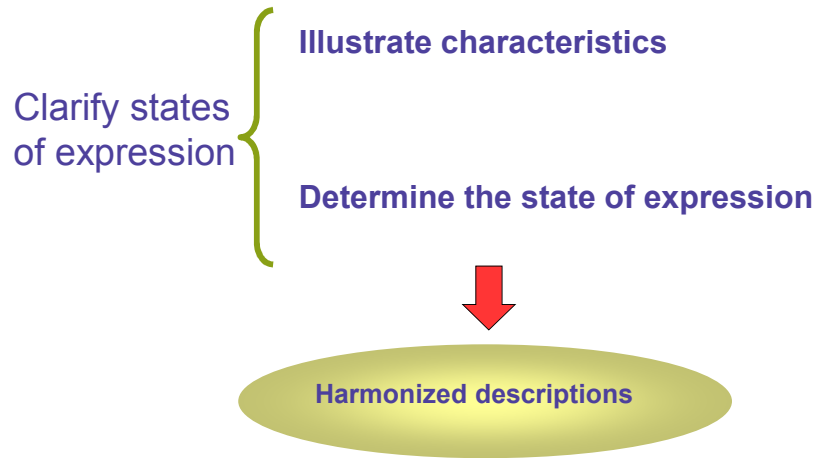 Illustrate characteristics
Clarify states
of expression
Determine the state of expression
Harmonized descriptions